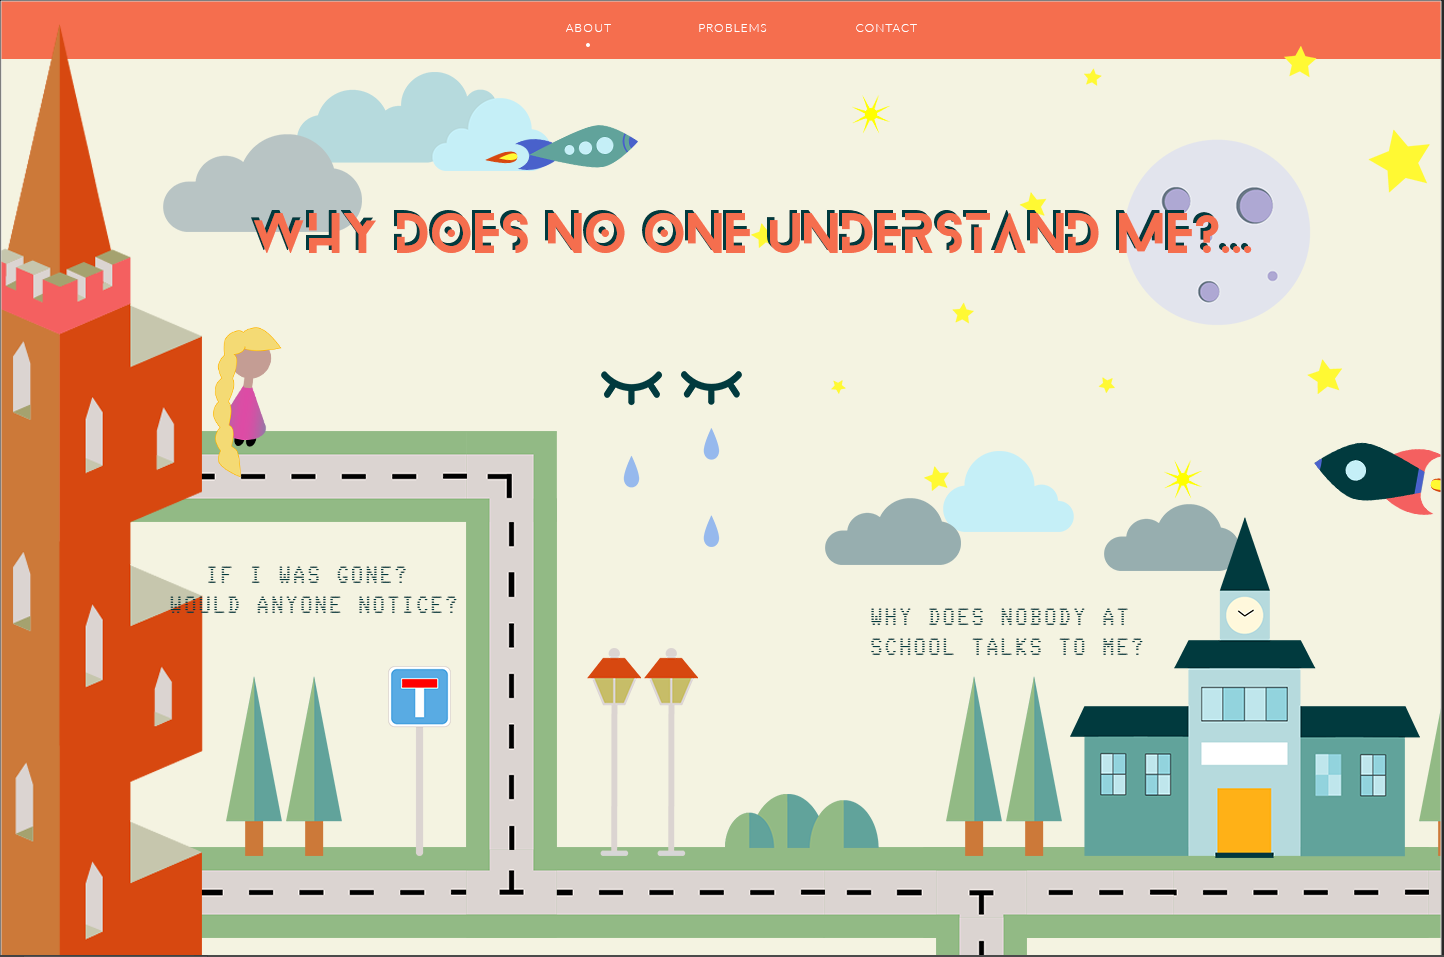 ABOUT
PROBLEMS
CONTACT
WHY DOES NO ONE UNDERSTAND ME?...
IF I WAS GONE?
WOULD ANYONE NOTICE?
WHY DOES NOBODY AT
SCHOOL TALKS TO ME?